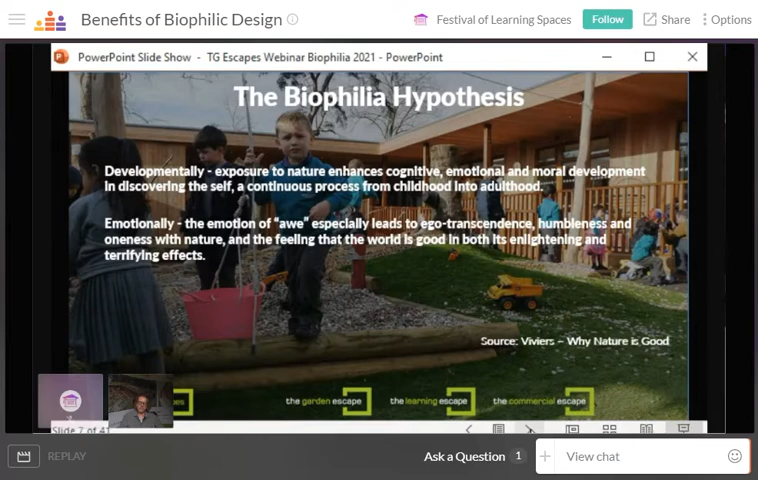 Benefits of Biophilic Design
Festival of Learning Spaces
Follow
Share
Options
PowerPoint Slide Show - TG Escapes Webinar Biophilia 2021 - PowerPoint
The Biophilia Hypothesis
Developmentally - exposure to nature enhances cognitive, emotional and moral development
in discovering the self, a continuous process from childhood into adulthood.
Emotionally - the emotion of "awe" especially leads to ego-transcendence, humbleness and
oneness with nature, and the feeling that the world is good in both its enlightening and
terrifying effects.
Source: Viviers – Why Nature is Good
the garden escape
the learning escape
the commercial escape
Slide 7 of 41
REPLAY
Ask a Question 1
View chat